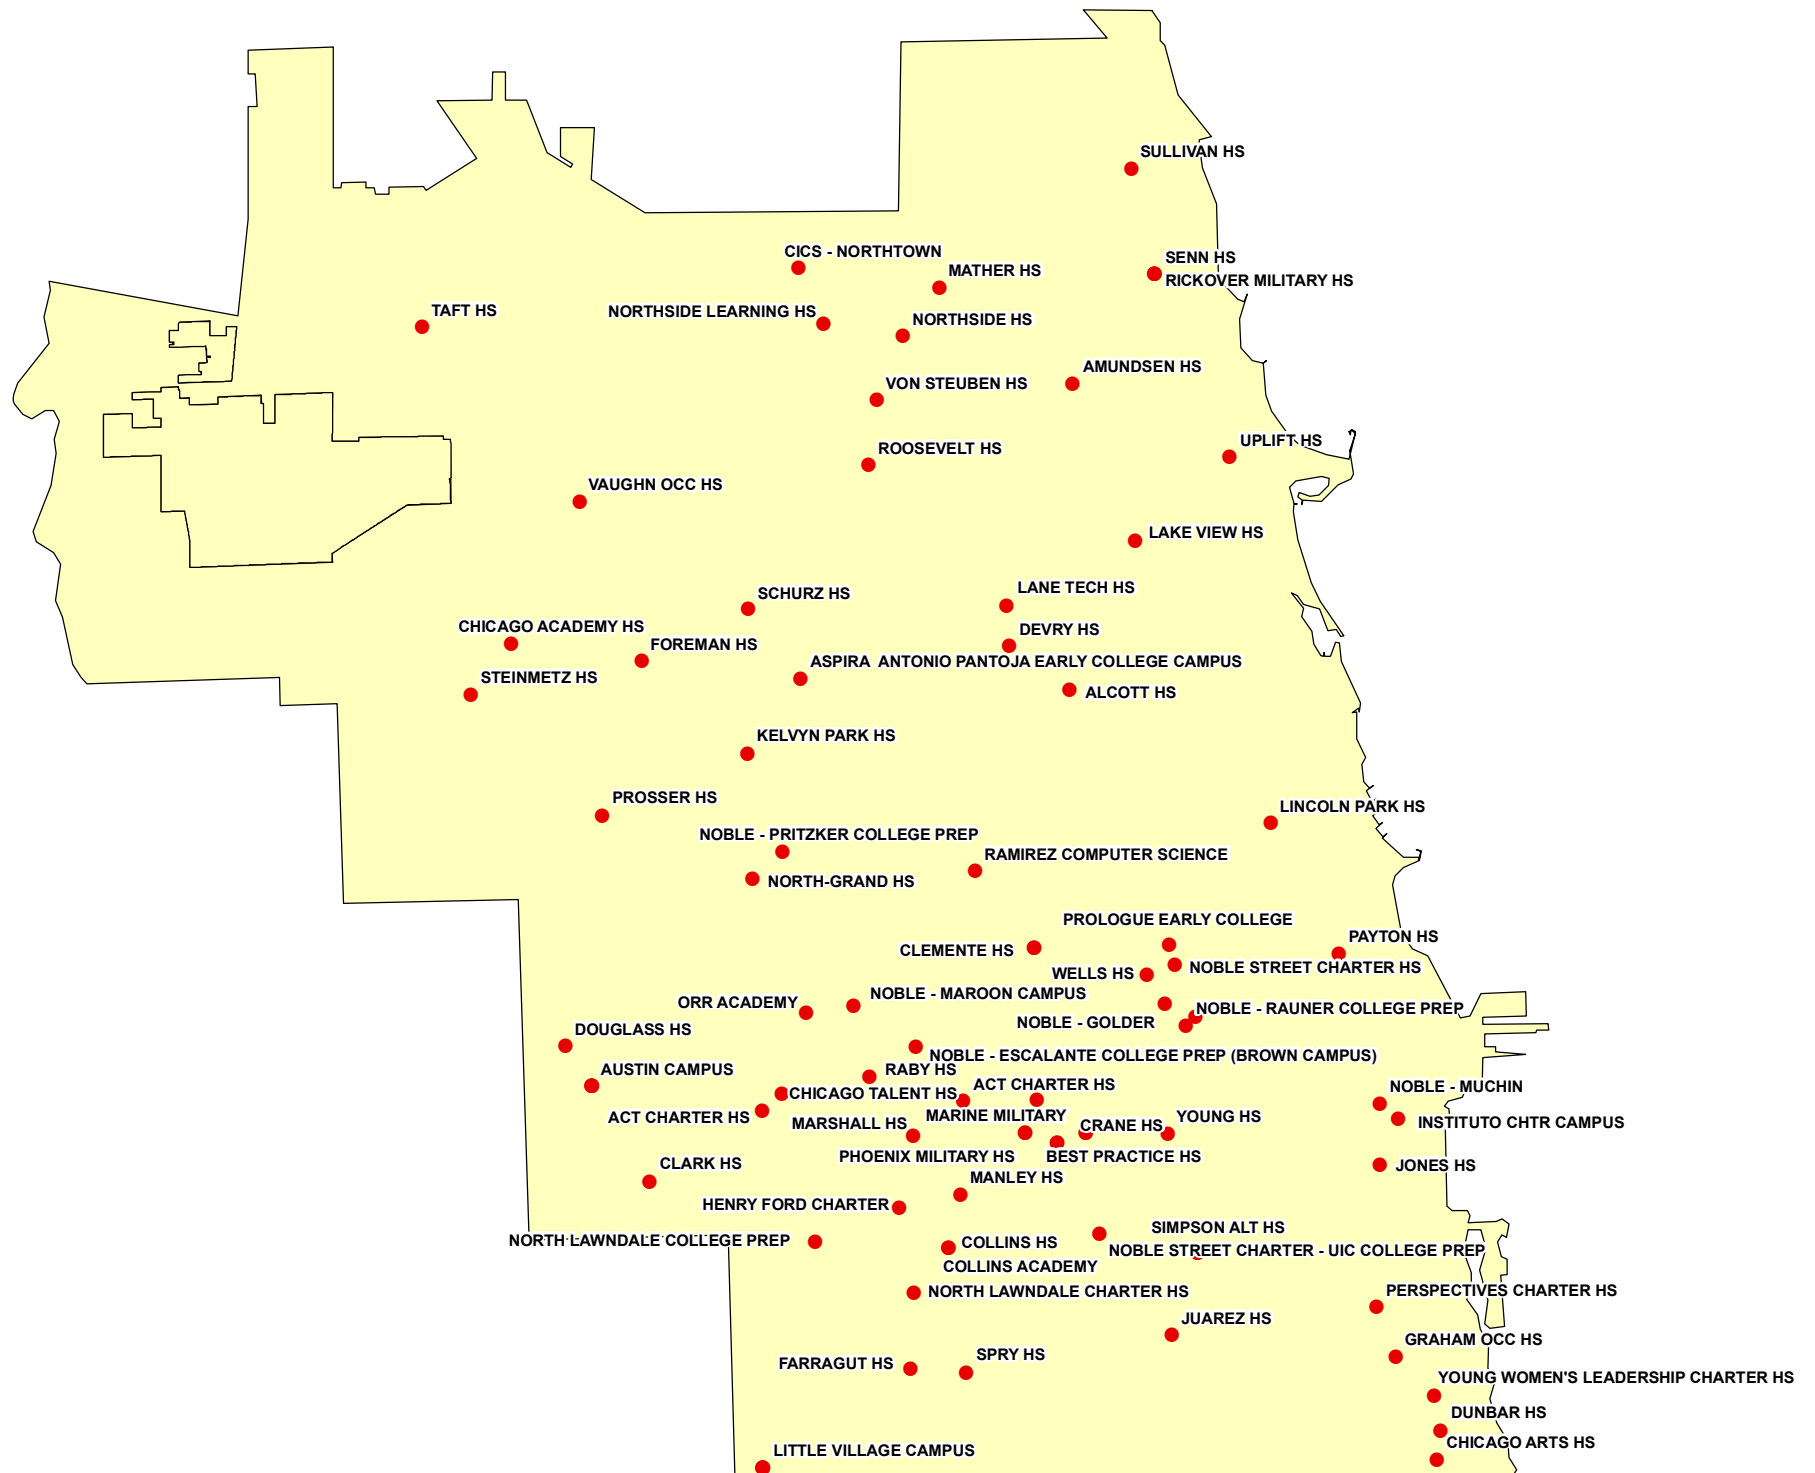 SULLIVAN HS
CICS - NORTHTOWN
SENN HS
MATHER HS
RICKOVER MILITARY HS
TAFT HS
NORTHSIDE LEARNING HS
NORTHSIDE HS
AMUNDSEN HS
VON STEUBEN HS
UPLIFT HS
ROOSEVELT HS
VAUGHN OCC HS
LAKE VIEW HS
LANE TECH HS
SCHURZ HS
CHICAGO ACADEMY HS
DEVRY HS
FOREMAN HS
ASPIRA  ANTONIO PANTOJA EARLY COLLEGE CAMPUS
STEINMETZ HS
ALCOTT HS
KELVYN PARK HS
PROSSER HS
LINCOLN PARK HS
NOBLE - PRITZKER COLLEGE PREP
RAMIREZ COMPUTER SCIENCE
NORTH-GRAND HS
PROLOGUE EARLY COLLEGE
PAYTON HS
CLEMENTE HS
NOBLE STREET CHARTER HS
WELLS HS
NOBLE - MAROON CAMPUS
ORR ACADEMY
NOBLE - RAUNER COLLEGE PREP
NOBLE - GOLDER
DOUGLASS HS
NOBLE - ESCALANTE COLLEGE PREP (BROWN CAMPUS)
AUSTIN CAMPUS
RABY HS
ACT CHARTER HS
NOBLE - MUCHIN
CHICAGO TALENT HS
ACT CHARTER HS
MARINE MILITARY
YOUNG HS
MARSHALL HS
CRANE HS
INSTITUTO CHTR CAMPUS
PHOENIX MILITARY HS
BEST PRACTICE HS
CLARK HS
JONES HS
MANLEY HS
HENRY FORD CHARTER
SIMPSON ALT HS
NORTH LAWNDALE COLLEGE PREP
COLLINS HS
NOBLE STREET CHARTER - UIC COLLEGE PREP
COLLINS ACADEMY
NORTH LAWNDALE CHARTER HS
PERSPECTIVES CHARTER HS
JUAREZ HS
GRAHAM OCC HS
SPRY HS
FARRAGUT HS
YOUNG WOMEN'S LEADERSHIP CHARTER HS
DUNBAR HS
CHICAGO ARTS HS
LITTLE VILLAGE CAMPUS